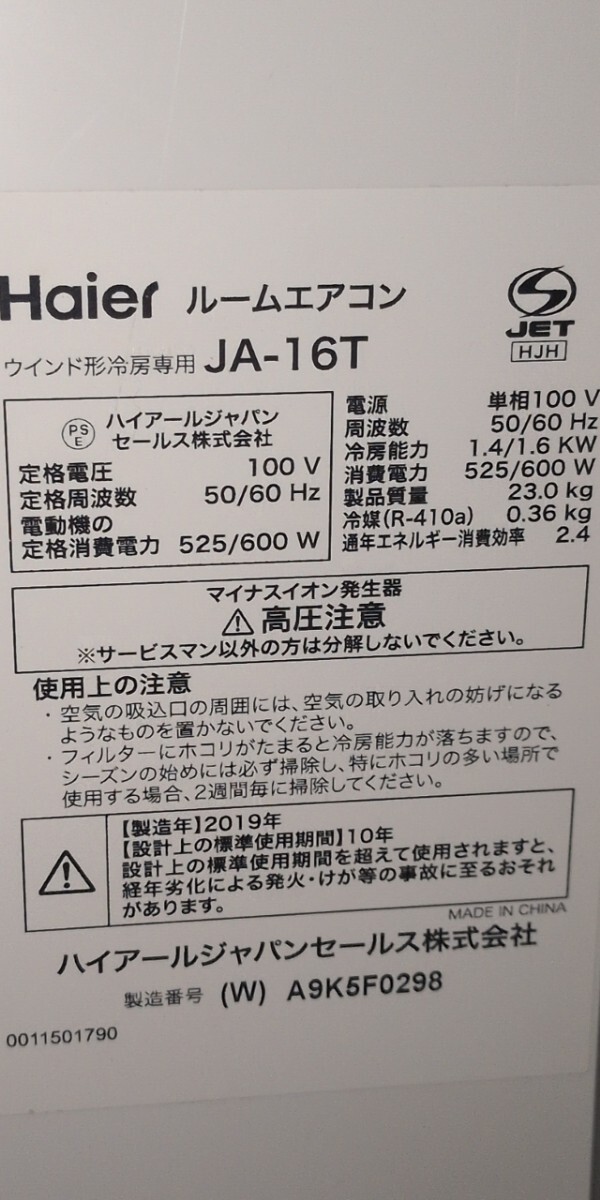 Haier ルームエアコン
JET
HJH
ウインド形冷房専用 JA-16T
PS
E
ハイアールジャパン
セールス株式会社
定格電圧 100 V
定格周波数 50/60 Hz
電動機の
定格消費電力 525/600 W
電源 単相100 V
周波数 50/60 Hz
冷房能力 1.4/1.6 KW
消費電力 525/600 W
製品質量 23.0 kg
冷媒(R-410a) 0.36 kg
通年エネルギー消費効率 2.4
マイナスイオン発生器
高圧注意
※サービスマン以外の方は分解しないでください。
使用上の注意
・空気の吸込口の周囲には、空気の取り入れの妨げになる
ようなものを置かないでください。
・フィルターにホコリがたまると冷房能力が落ちますので、
シーズンの始めには必ず掃除し、特にホコリの多い場所で
使用する場合、2週間毎に掃除してください。
【製造年】2019年
【設計上の標準使用期間】10年
設計上の標準使用期間を超えて使用されますと、
経年劣化による発火・けが等の事故に至るおそれ
があります。
MADE IN CHINA
ハイアールジャパンセールス株式会社
製造番号 (W) A9K5F0298
0011501790